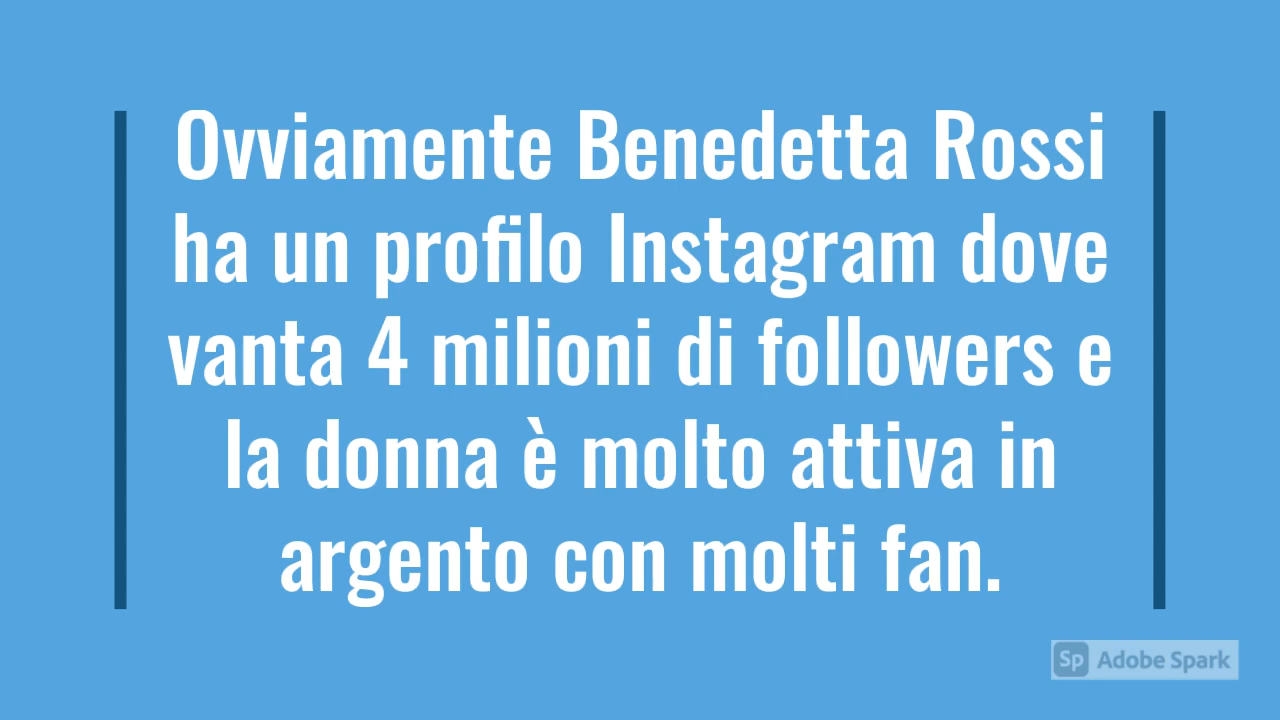 Ovviamente Benedetta Rossi
ha un profilo Instagram dove
vanta 4 milioni di followers e
la donna è molto attiva in
argento con molti fan.
Sp Adobe Spark